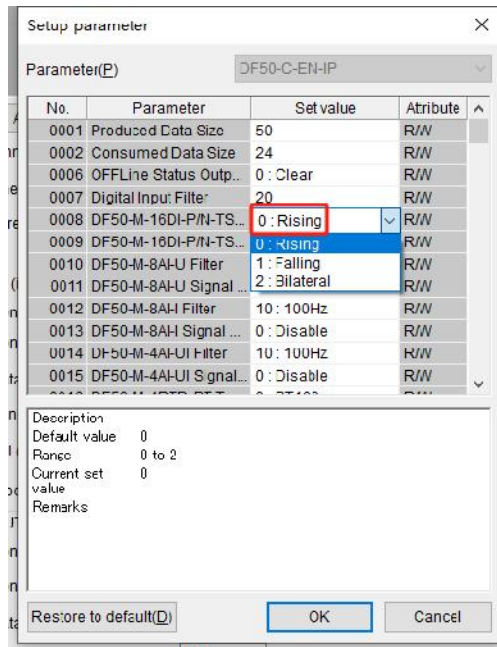 Setup parameter
Parameter(P) DF50-C-EN-IP
No. Parameter Set value Attribute
0001 Produced Data Size 50 R/W
0002 Consumed Data Size 24 R/W
0006 OFFLine Status Outp... 0 : Clear R/W
0007 Digital Input Filter 20 R/W
0008 DF50-M-16DI-P/N-TS... 0 : Rising R/W
0009 DF50-M-16DI-P/N-TS... 0 : Rising R/W
0010 DF50-M-8AI-U Filter 1 : Falling R/W
0011 DF50-M-8AI-U Signal ... 2 : Bilateral R/W
0012 DF50-M-8AI-I Filter 10 : 100Hz R/W
0013 DF50-M-8AI-I Signal ... 0 : Disable R/W
0014 DF50-M-4AI-UI Filter 10 : 100Hz R/W
0015 DF50-M-4AI-UI Signal... 0 : Disable R/W
Description
Default value 0
Range 0 to 2
Current set 0
value
Remarks
Restore to default(D) OK Cancel